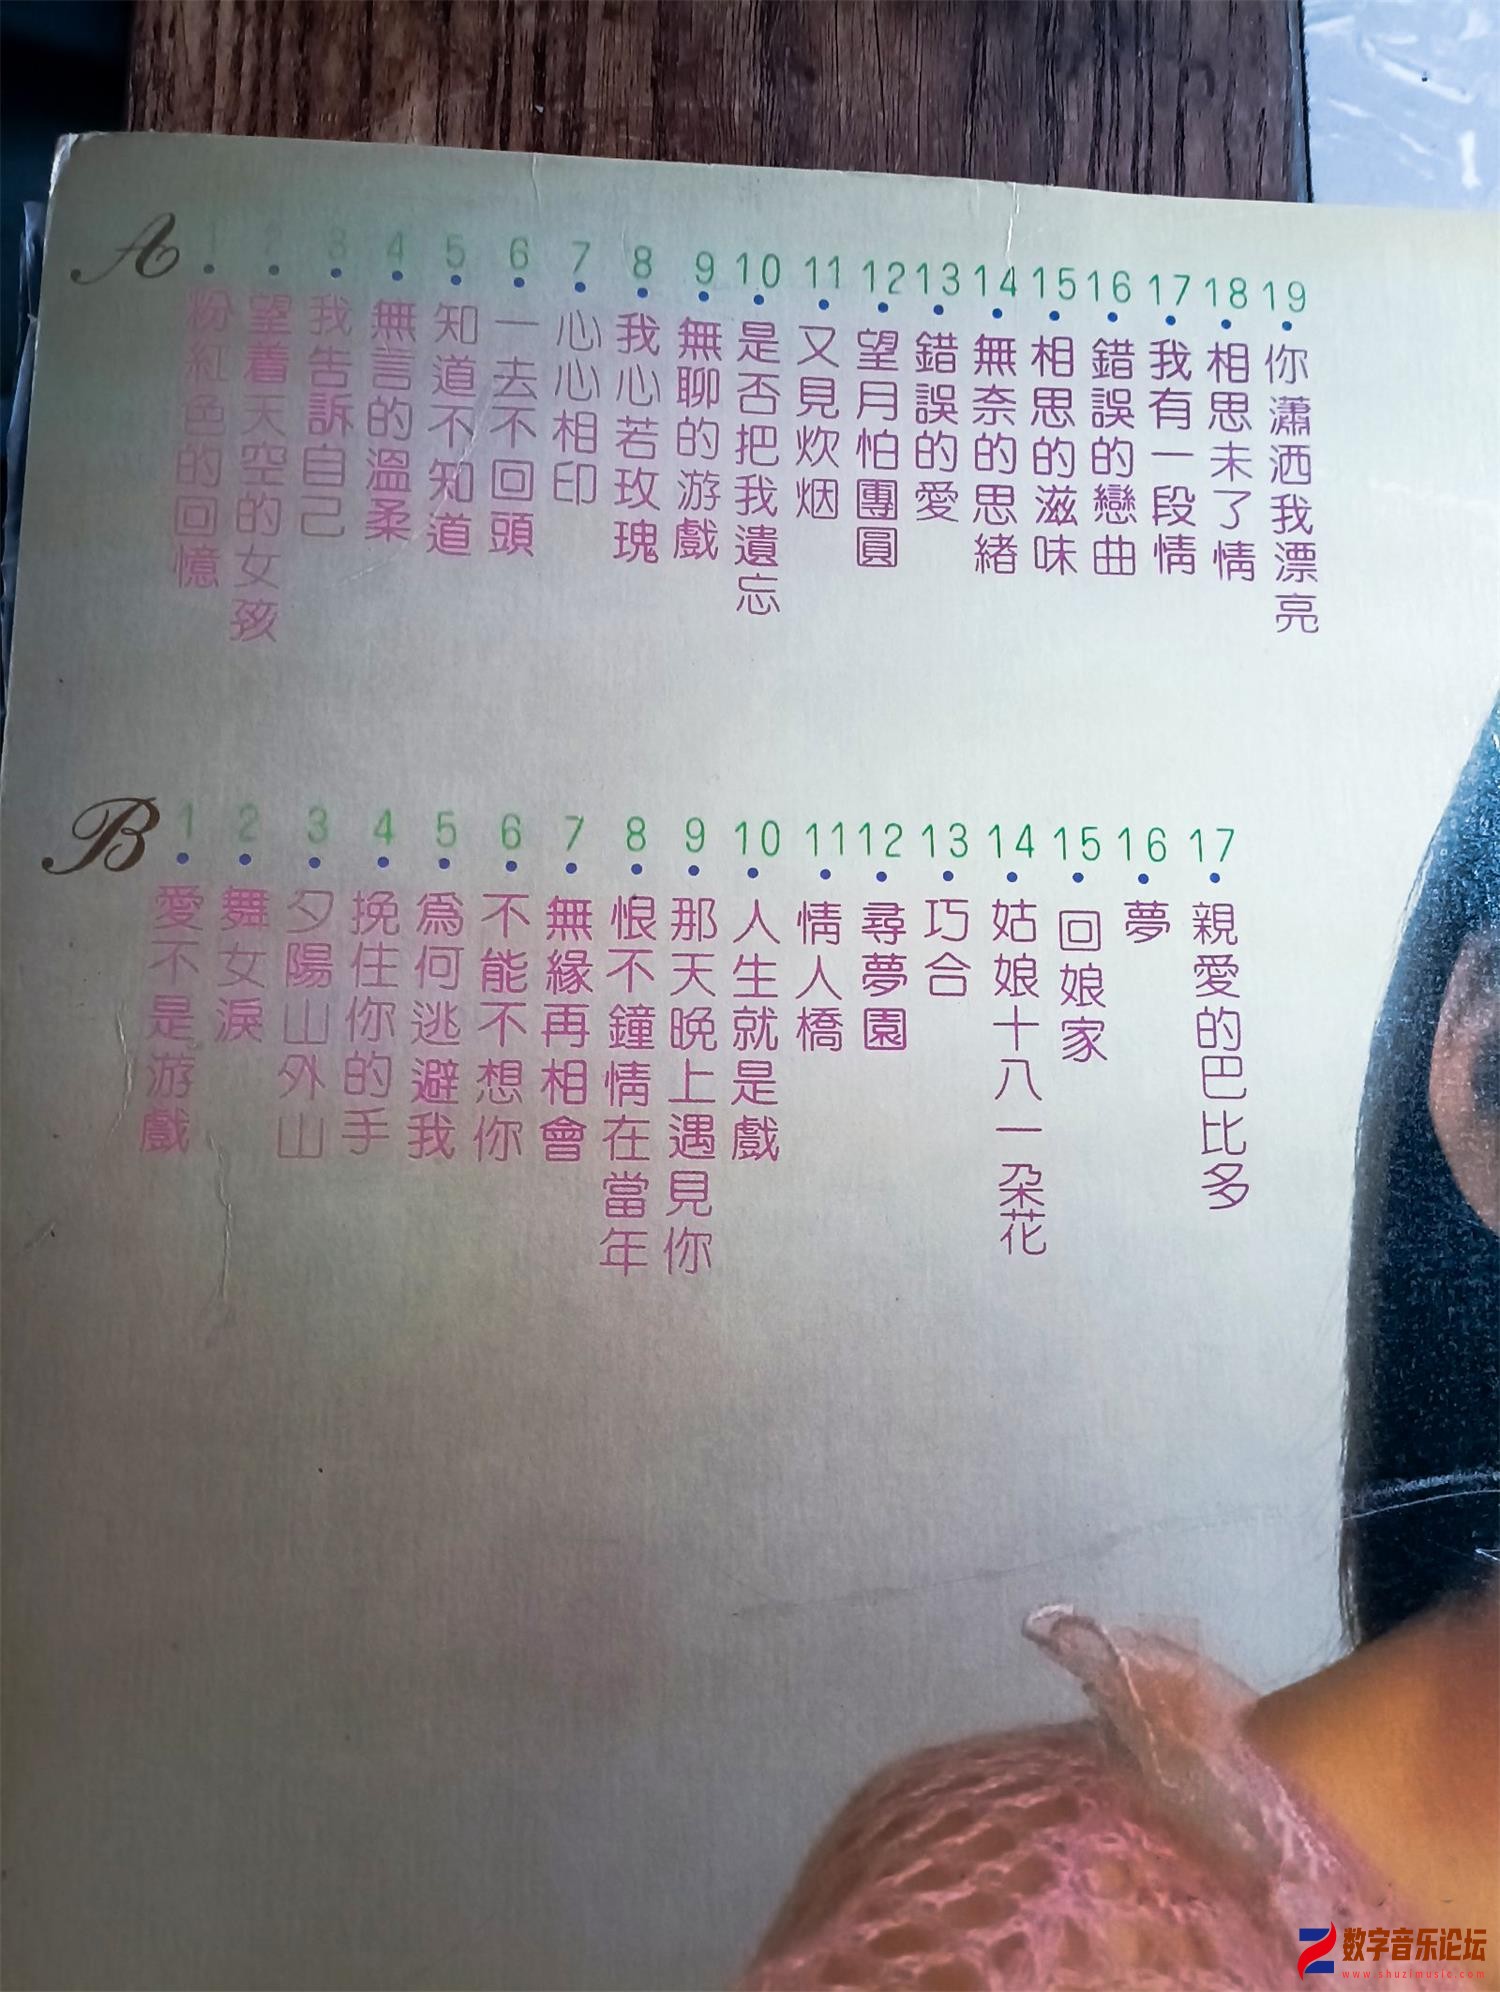 A
1 粉紅色的回憶
2 望着天空的女孩
3 我告訴自己
4 無言的溫柔
5 知道不知道
6 一去不回頭
7 心心相印
8 我心若玫瑰
9 無聊的游戲
10 是否把我遺忘
11 又見炊烟
12 望月怕團圓
13 錯誤的愛
14 無奈的思緒
15 相思的滋味
16 錯誤的戀曲
17 我有一段情
18 相思未了情
19 你瀟洒我漂亮
B
1 愛不是游戲
2 舞女淚
3 夕陽山外山
4 挽住你的手
5 爲何逃避我
6 不能不想你
7 無緣再相會
8 恨不鐘情在當年
9 那天晚上遇見你
10 人生就是戲
11 情人橋
12 尋夢園
13 巧合
14 姑娘十八一朵花
15 回娘家
16 夢
17 親愛的巴比多
数字音乐论坛
www.shuzimusic.com